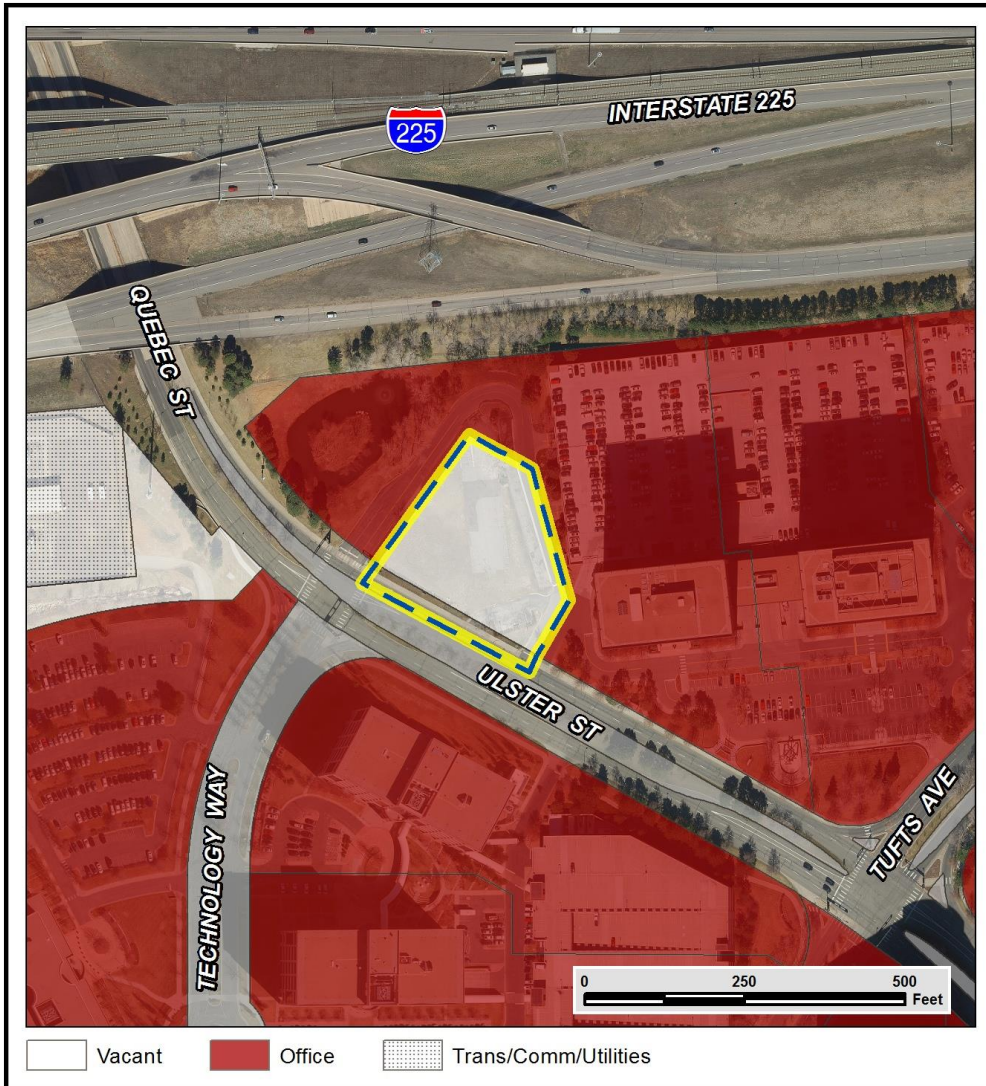 INTERSTATE 225
225
QUEBEC ST
ULSTER ST
TECHNOLOGY WAY
TUFTS AVE
0 250 500
Feet
Vacant Office Trans/Comm/Utilities